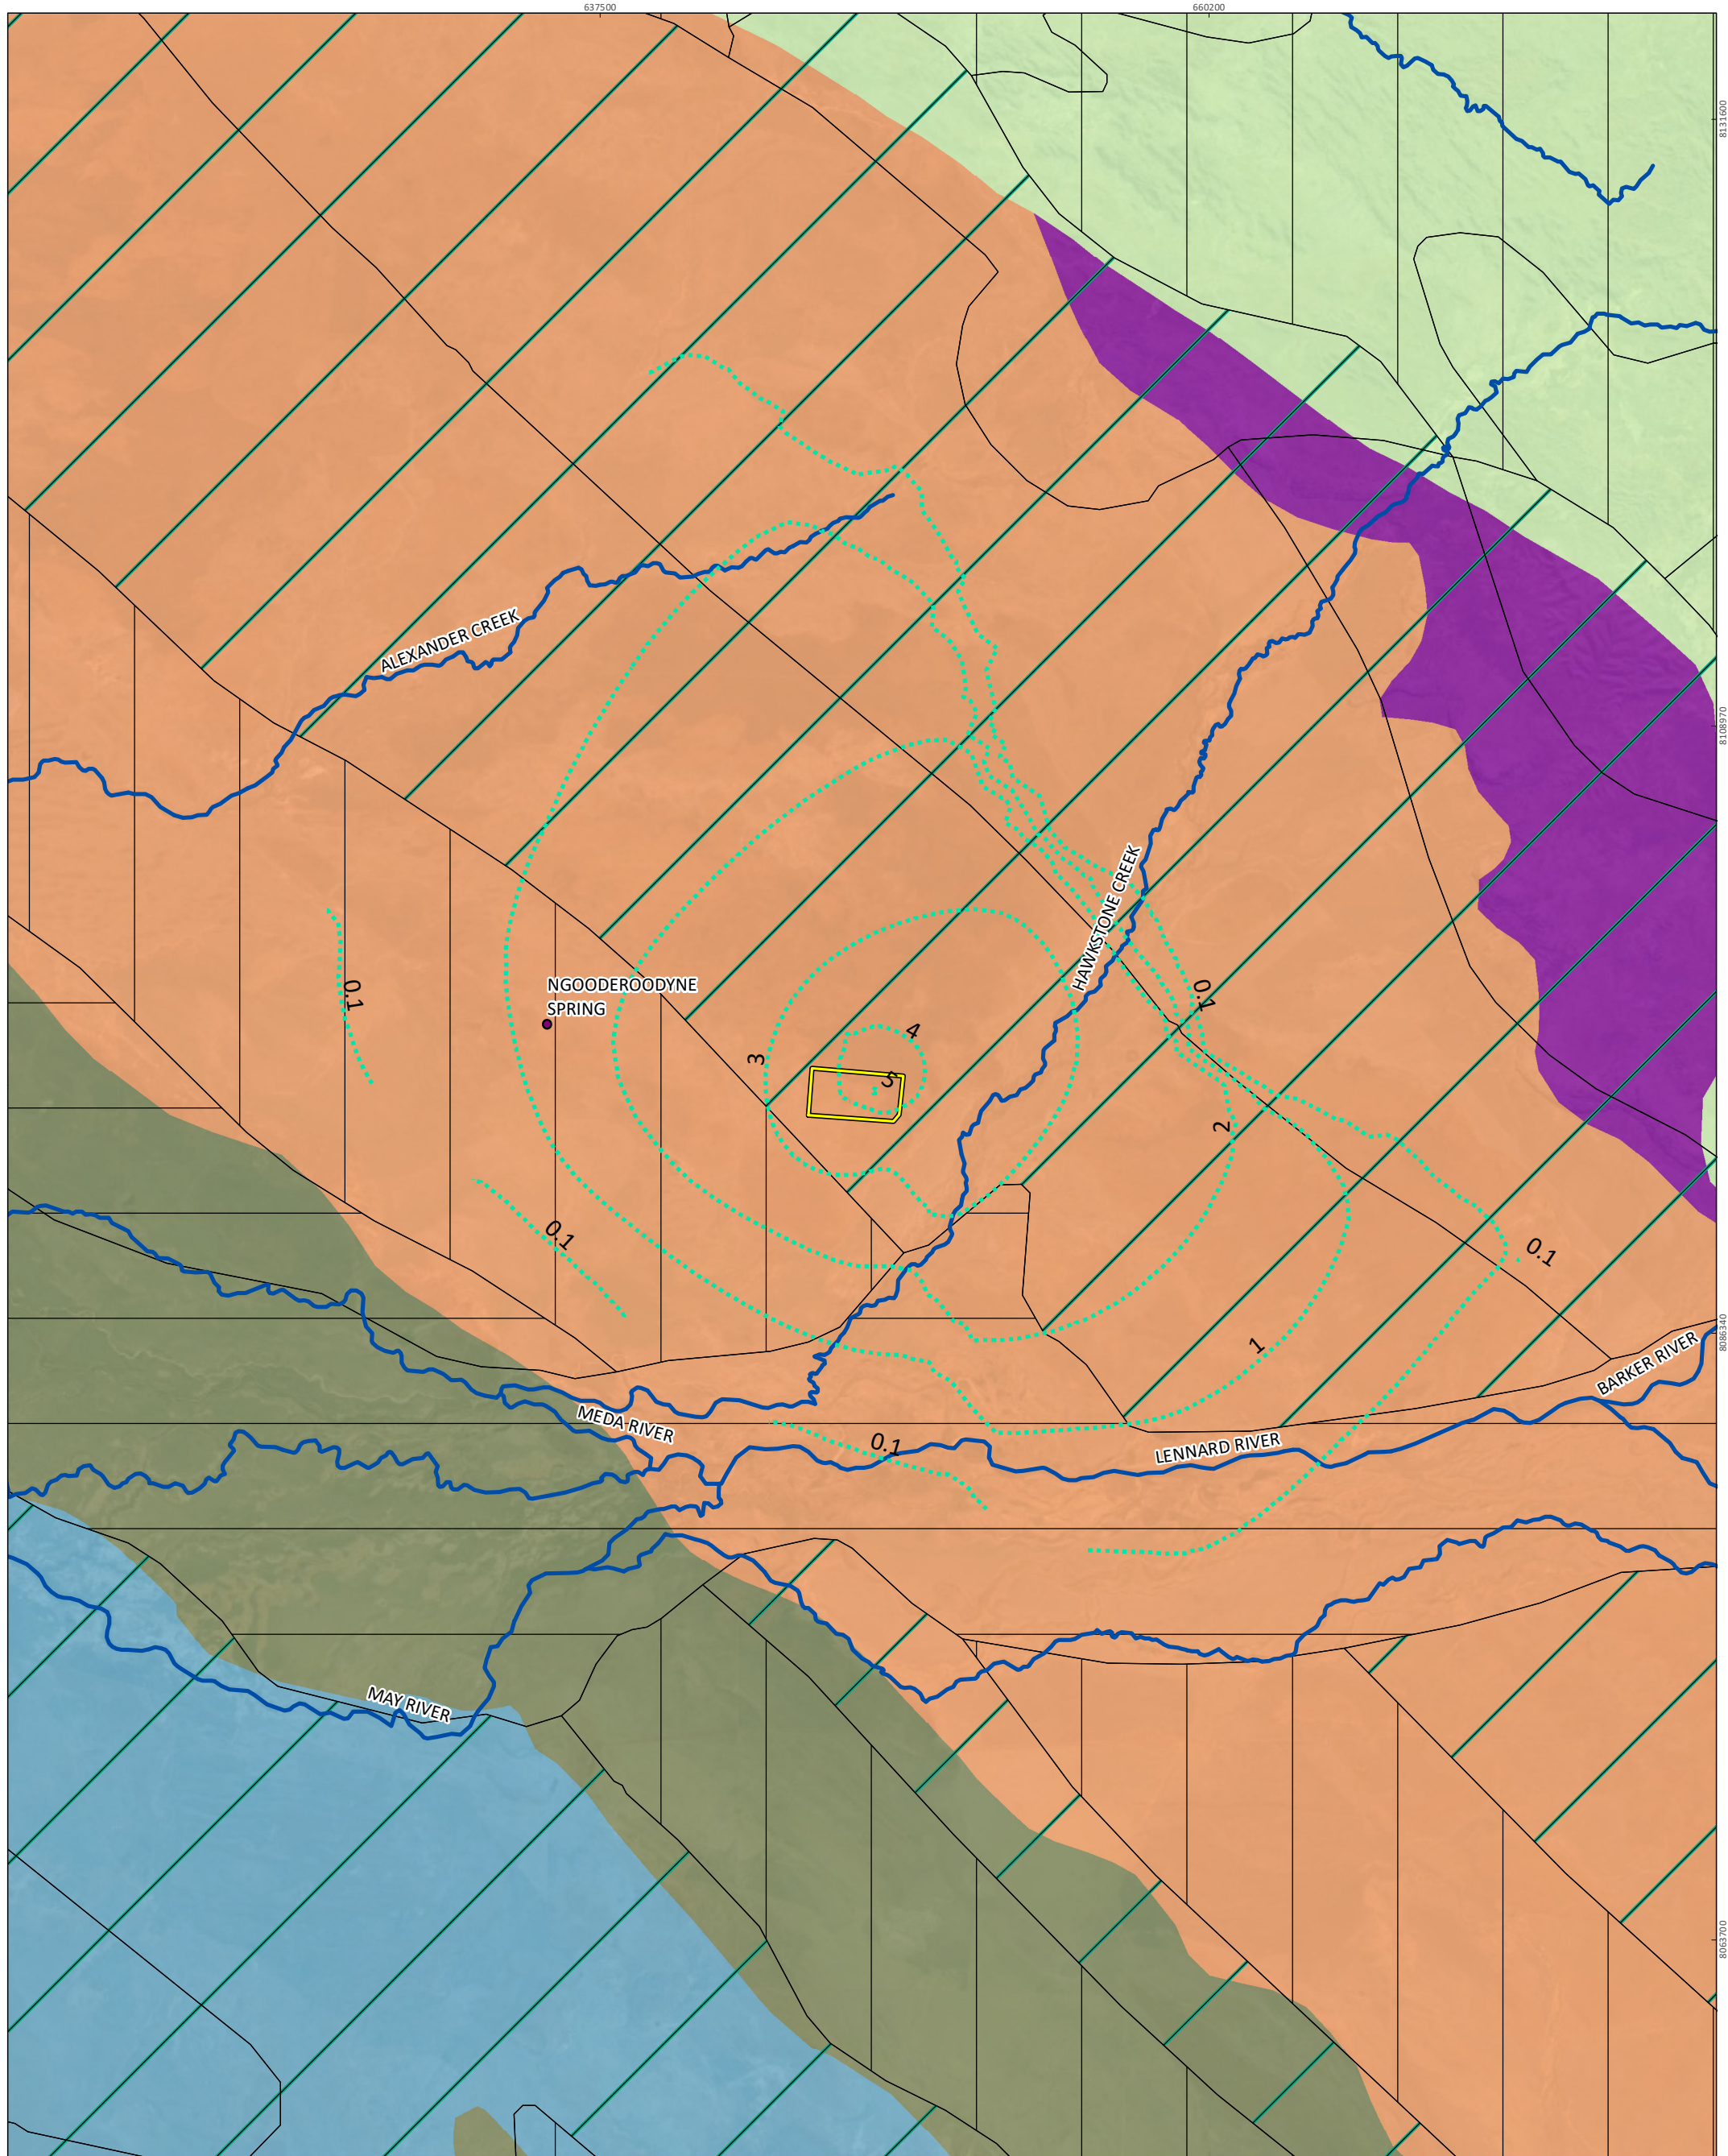 637500
660200
8131600
ALEXANDER CREEK
8108970
HAWKSTONE CREEK
0.1
NGOODEROODYNE
SPRING
0.1
4
3
5
2
0.1
0.1
1
8086340
BARKER RIVER
MEDA RIVER
0.1
LENNARD RIVER
MAY RIVER
8063700